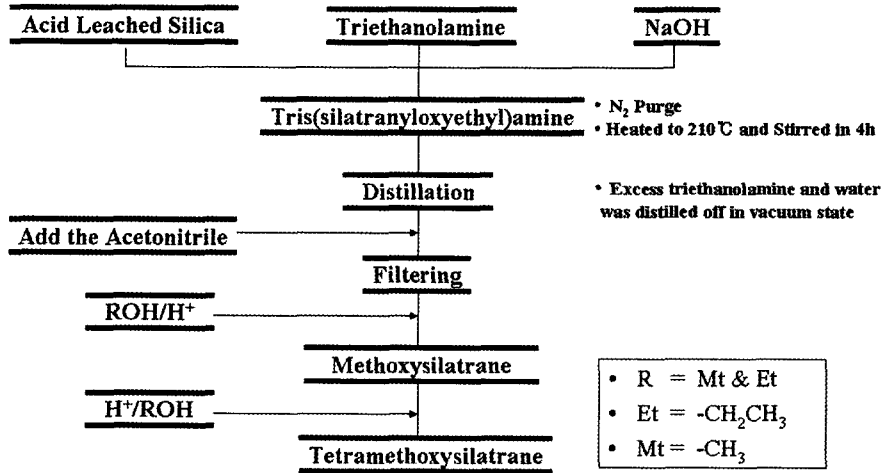 Acid Leached Silica
Triethanolamine
NaOH
Tris(silatranyloxyethyl)amine
• N₂ Purge
• Heated to 210℃ and Stirred in 4h
Distillation
• Excess triethanolamine and water
was distilled off in vacuum state
Add the Acetonitrile
Filtering
ROH/H⁺
Methoxysilatrane
H⁺/ROH
Tetramethoxysilatrane
• R = Mt & Et
• Et = -CH₂CH₃
• Mt = -CH₃